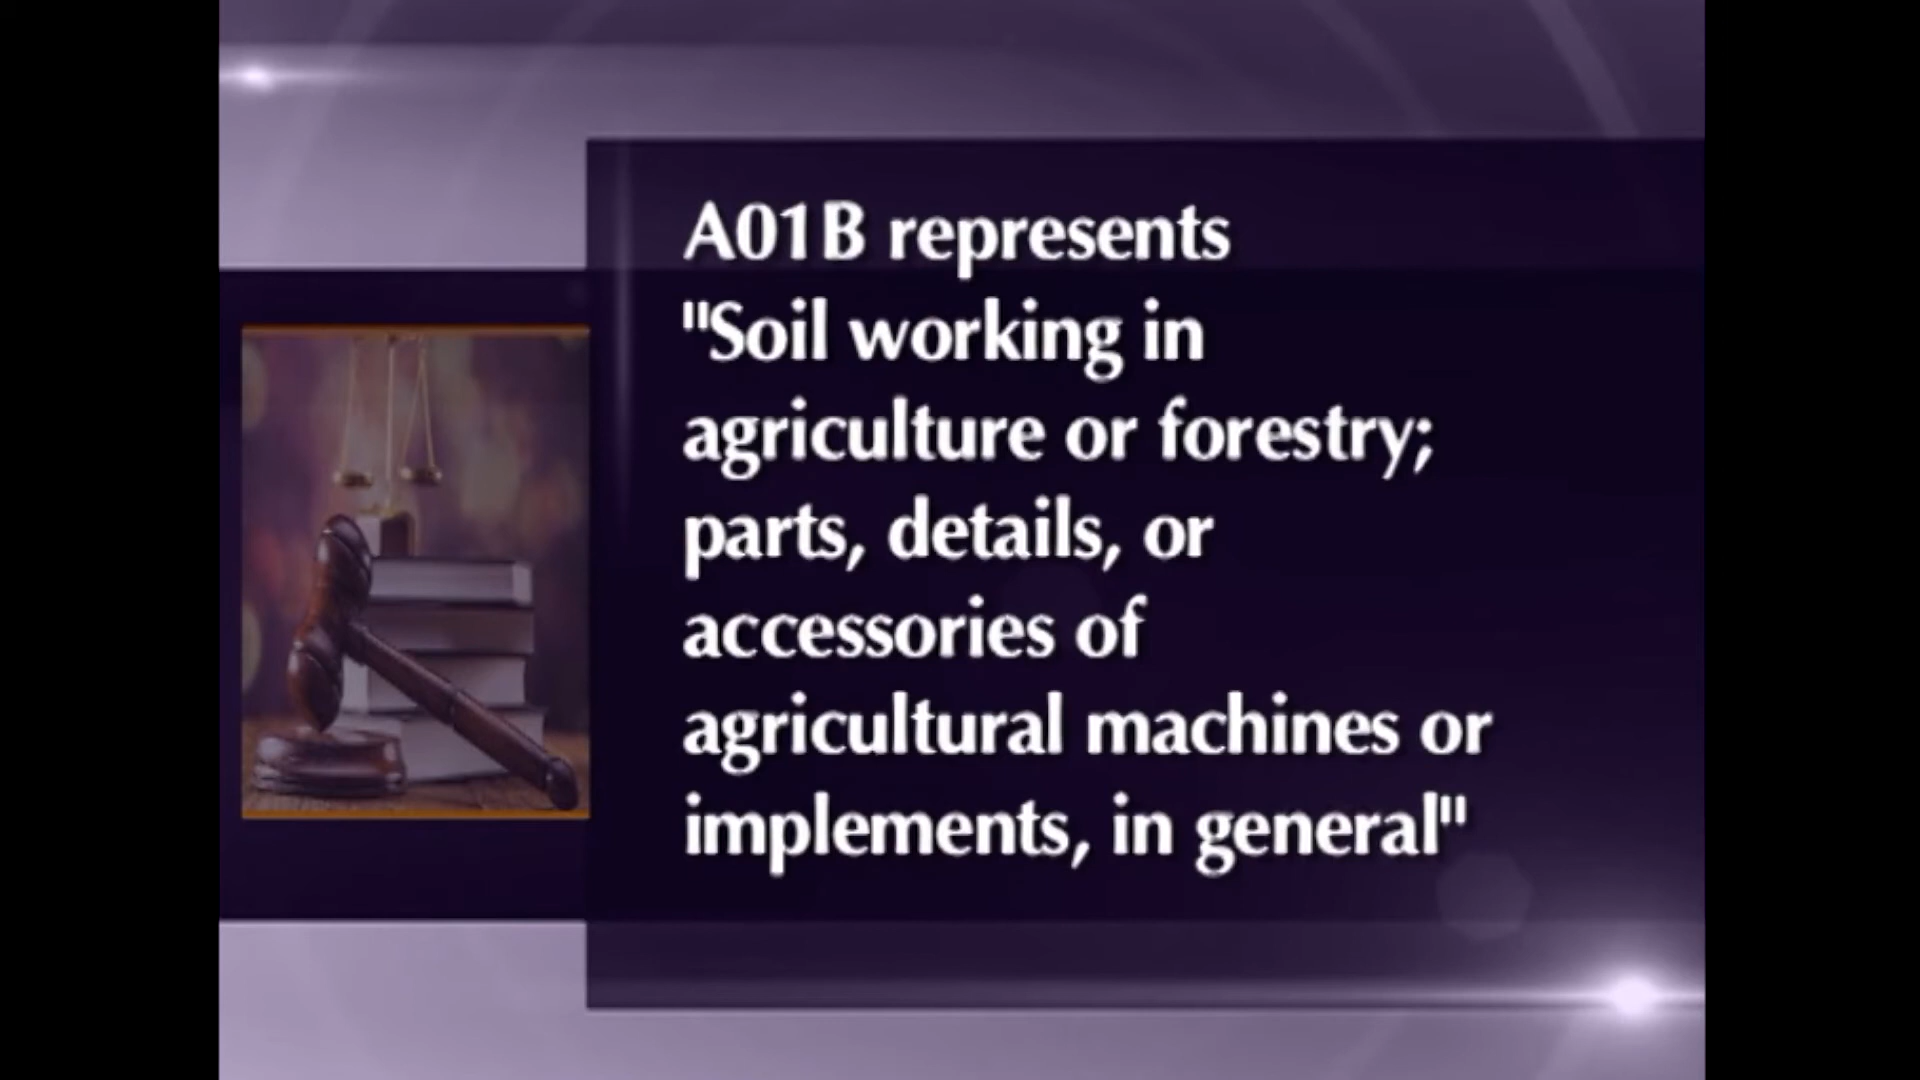 A01B represents
"Soil working in
agriculture or forestry;
parts, details, or
accessories of
agricultural machines or
implements, in general"